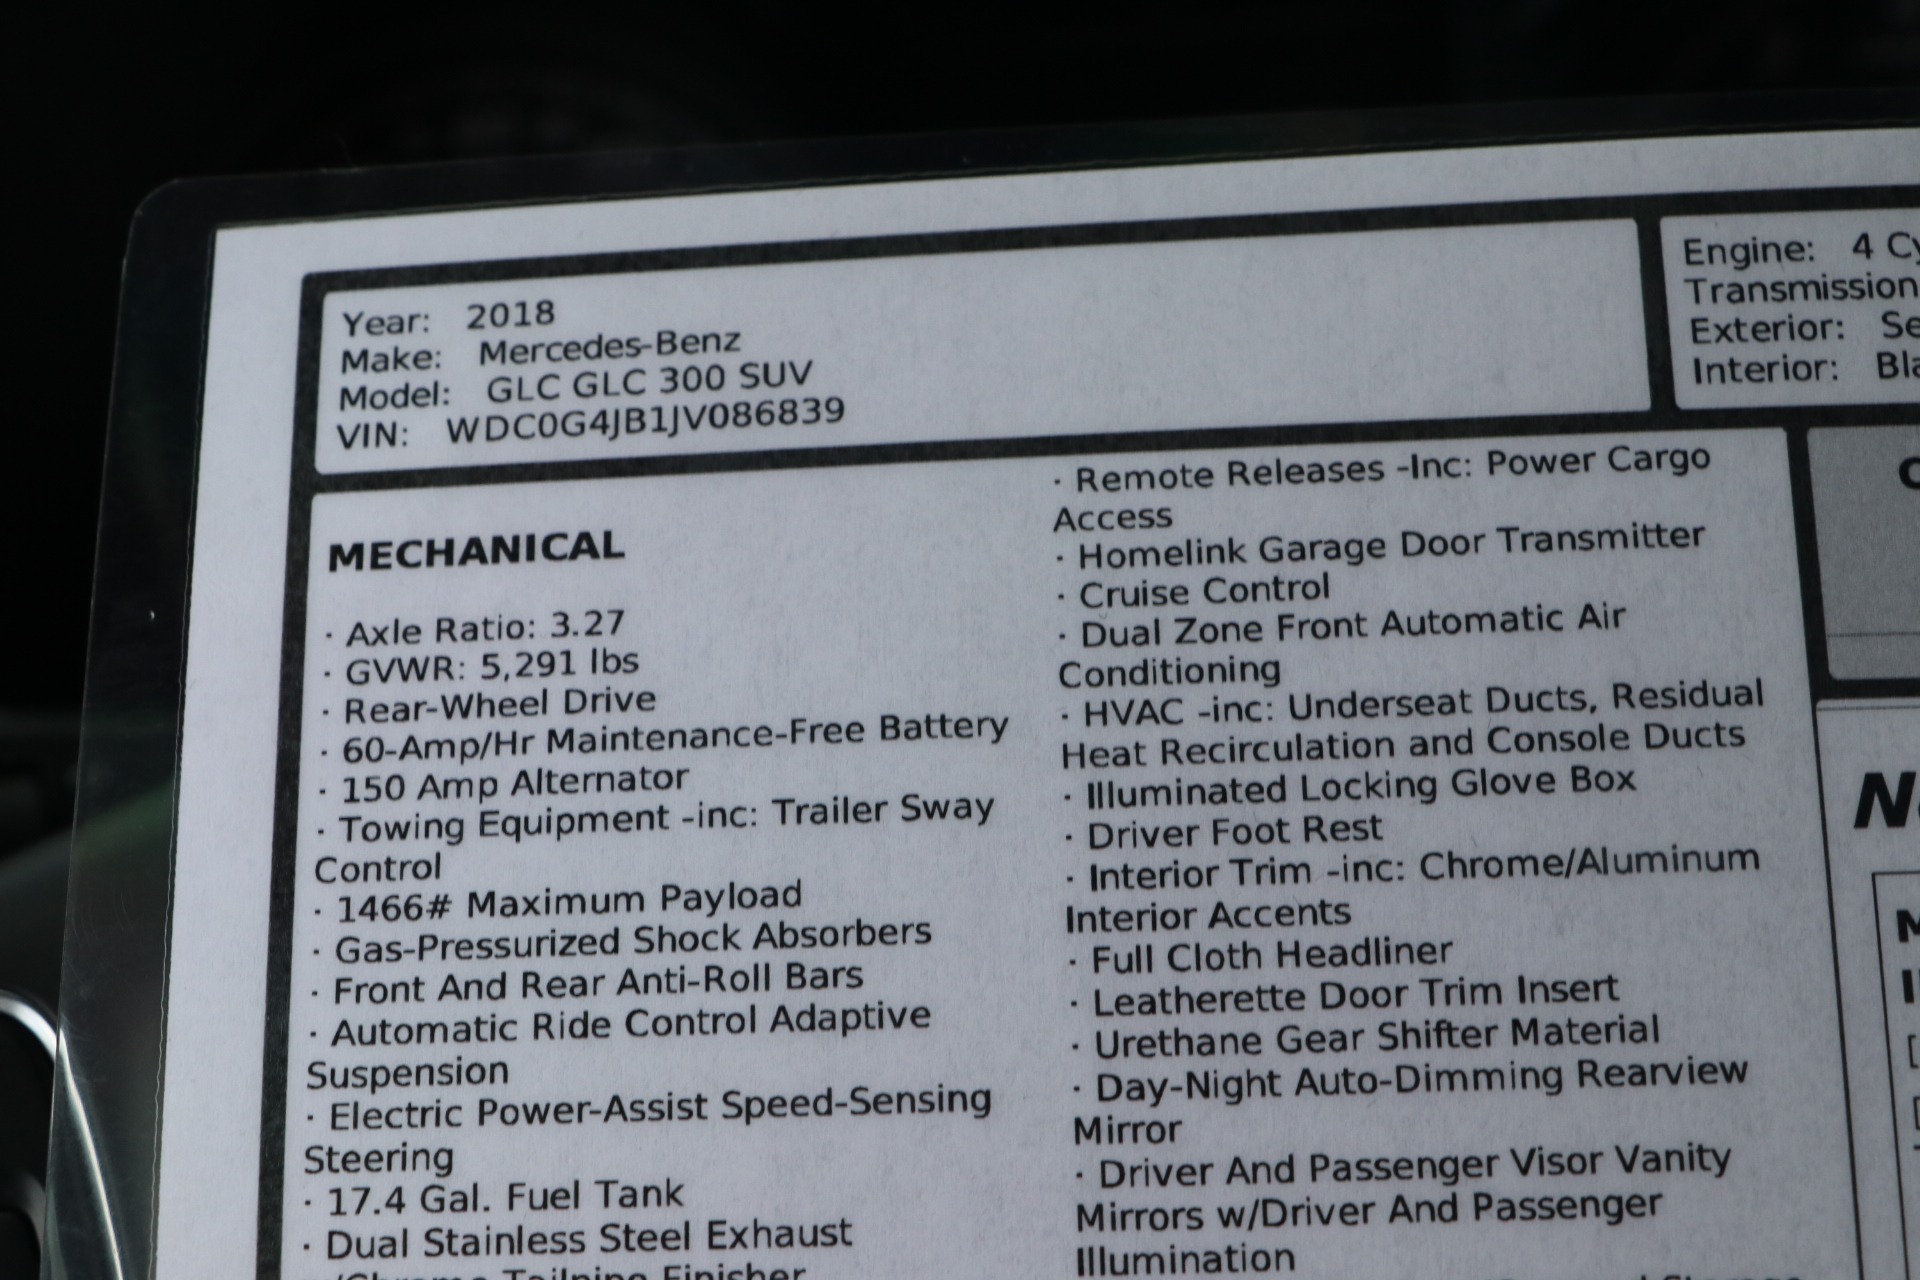 Year: 2018
Make: Mercedes-Benz
Model: GLC GLC 300 SUV
VIN: WDC0G4JB1JV086839
Engine: 4
Transmission
Exterior:
Interior:
MECHANICAL
· Axle Ratio: 3.27
· GVWR: 5,291 lbs
· Rear-Wheel Drive
· 60-Amp/Hr Maintenance-Free Battery
· 150 Amp Alternator
· Towing Equipment -inc: Trailer Sway
Control
· 1466# Maximum Payload
· Gas-Pressurized Shock Absorbers
· Front And Rear Anti-Roll Bars
· Automatic Ride Control Adaptive
Suspension
· Electric Power-Assist Speed-Sensing
Steering
· 17.4 Gal. Fuel Tank
· Dual Stainless Steel Exhaust
w/Chrome Tailpipe Finisher
· Remote Releases -Inc: Power Cargo
Access
· Homelink Garage Door Transmitter
· Cruise Control
· Dual Zone Front Automatic Air
Conditioning
· HVAC -inc: Underseat Ducts, Residual
Heat Recirculation and Console Ducts
· Illuminated Locking Glove Box
· Driver Foot Rest
· Interior Trim -inc: Chrome/Aluminum
Interior Accents
· Full Cloth Headliner
· Leatherette Door Trim Insert
· Urethane Gear Shifter Material
· Day-Night Auto-Dimming Rearview
Mirror
· Driver And Passenger Visor Vanity
Mirrors w/Driver And Passenger
Illumination